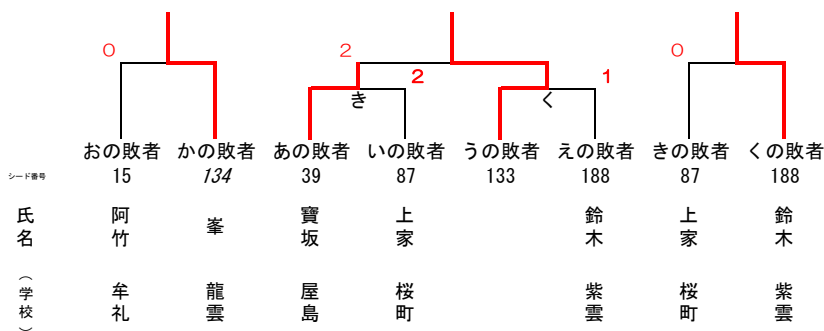 0 2 0
2 1
き く
おの敗者 かの敗者 あの敗者 いの敗者 うの敗者 えの敗者 きの敗者 くの敗者
シード番号 15 134 39 87 133 188 87 188
氏名 阿竹 峯 寶坂 上家 鈴木 上家 鈴木
（学校） 牟礼 龍雲 屋島 桜町 紫雲 桜町 紫雲